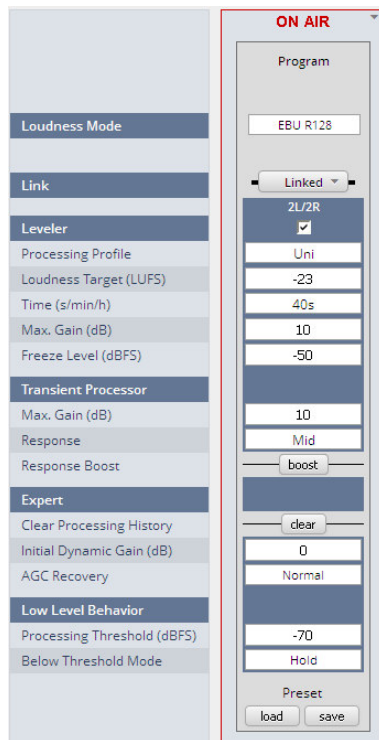 ON AIR
Program
Loudness Mode EBU R128
Link Linked
2L/2R
Leveler
Processing Profile Uni
Loudness Target (LUFS) -23
Time (s/min/h) 40s
Max. Gain (dB) 10
Freeze Level (dBFS) -50
Transient Processor
Max. Gain (dB) 10
Response Mid
Response Boost boost
Expert
Clear Processing History clear
Initial Dynamic Gain (dB) 0
AGC Recovery Normal
Low Level Behavior
Processing Threshold (dBFS) -70
Below Threshold Mode Hold
Preset
load save